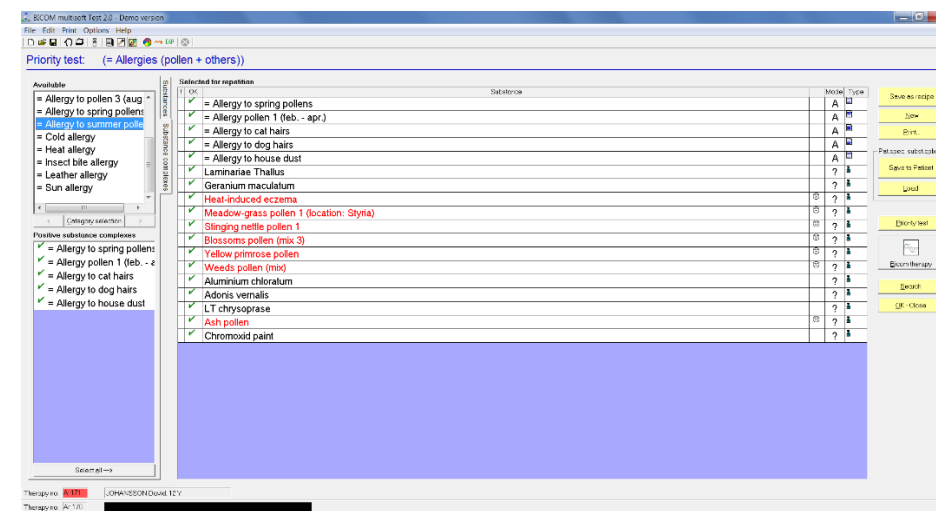 BICOM multisoft Test 2.0 - Demo version
File Edit Print Options Help
Priority test: (= Allergies (pollen + others))
Available
= Allergy to pollen 3 (aug
= Allergy to spring pollens
= Allergy to summer polle
= Cold allergy
= Heat allergy
= Insect bite allergy
= Leather allergy
= Sun allergy
Category selection
Positive substance complexes
= Allergy to spring pollens
= Allergy pollen 1 (feb. - a
= Allergy to cat hairs
= Allergy to dog hairs
= Allergy to house dust
Select all -->
Substances
Substance complexes
Selected for repetition
! OK Substance Mode Type
= Allergy to spring pollens A
= Allergy pollen 1 (feb. - apr.) A
= Allergy to cat hairs A
= Allergy to dog hairs A
= Allergy to house dust A
Laminariae Thallus ?
Geranium maculatum ?
Heat-induced eczema ?
Meadow-grass pollen 1 (location: Styria) ?
Stinging nettle pollen 1 ?
Blossoms pollen (mix 3) ?
Yellow primrose pollen ?
Weeds pollen (mix) ?
Aluminium chloratum ?
Adonis vernalis ?
LT chrysoprase ?
Ash pollen ?
Chromoxid paint ?
Save as recipe
New
Print...
Save to Patient
Load
Priority test
Bicom therapy
Search
OK - Close
Therapy no. A: 171 JOHANSSON David, 12 Y.
Therapy no. Ar: 170